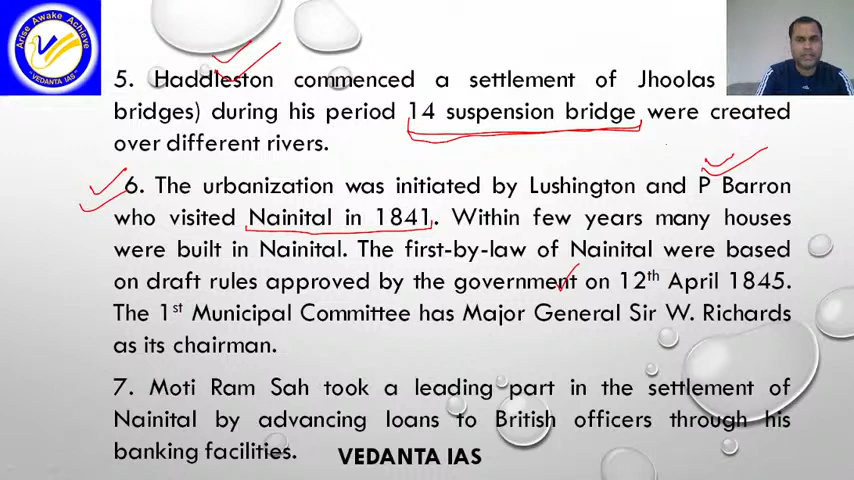 Arise Awake Achieve
VEDANTA IAS
5. Haddleston commenced a settlement of Jhoolas
bridges) during his period 14 suspension bridge were created
over different rivers.
6. The urbanization was initiated by Lushington and P Barron
who visited Nainital in 1841. Within few years many houses
were built in Nainital. The first-by-law of Nainital were based
on draft rules approved by the government on 12th April 1845.
The 1st Municipal Committee has Major General Sir W. Richards
as its chairman.
7. Moti Ram Sah took a leading part in the settlement of
Nainital by advancing loans to British officers through his
banking facilities.
VEDANTA IAS